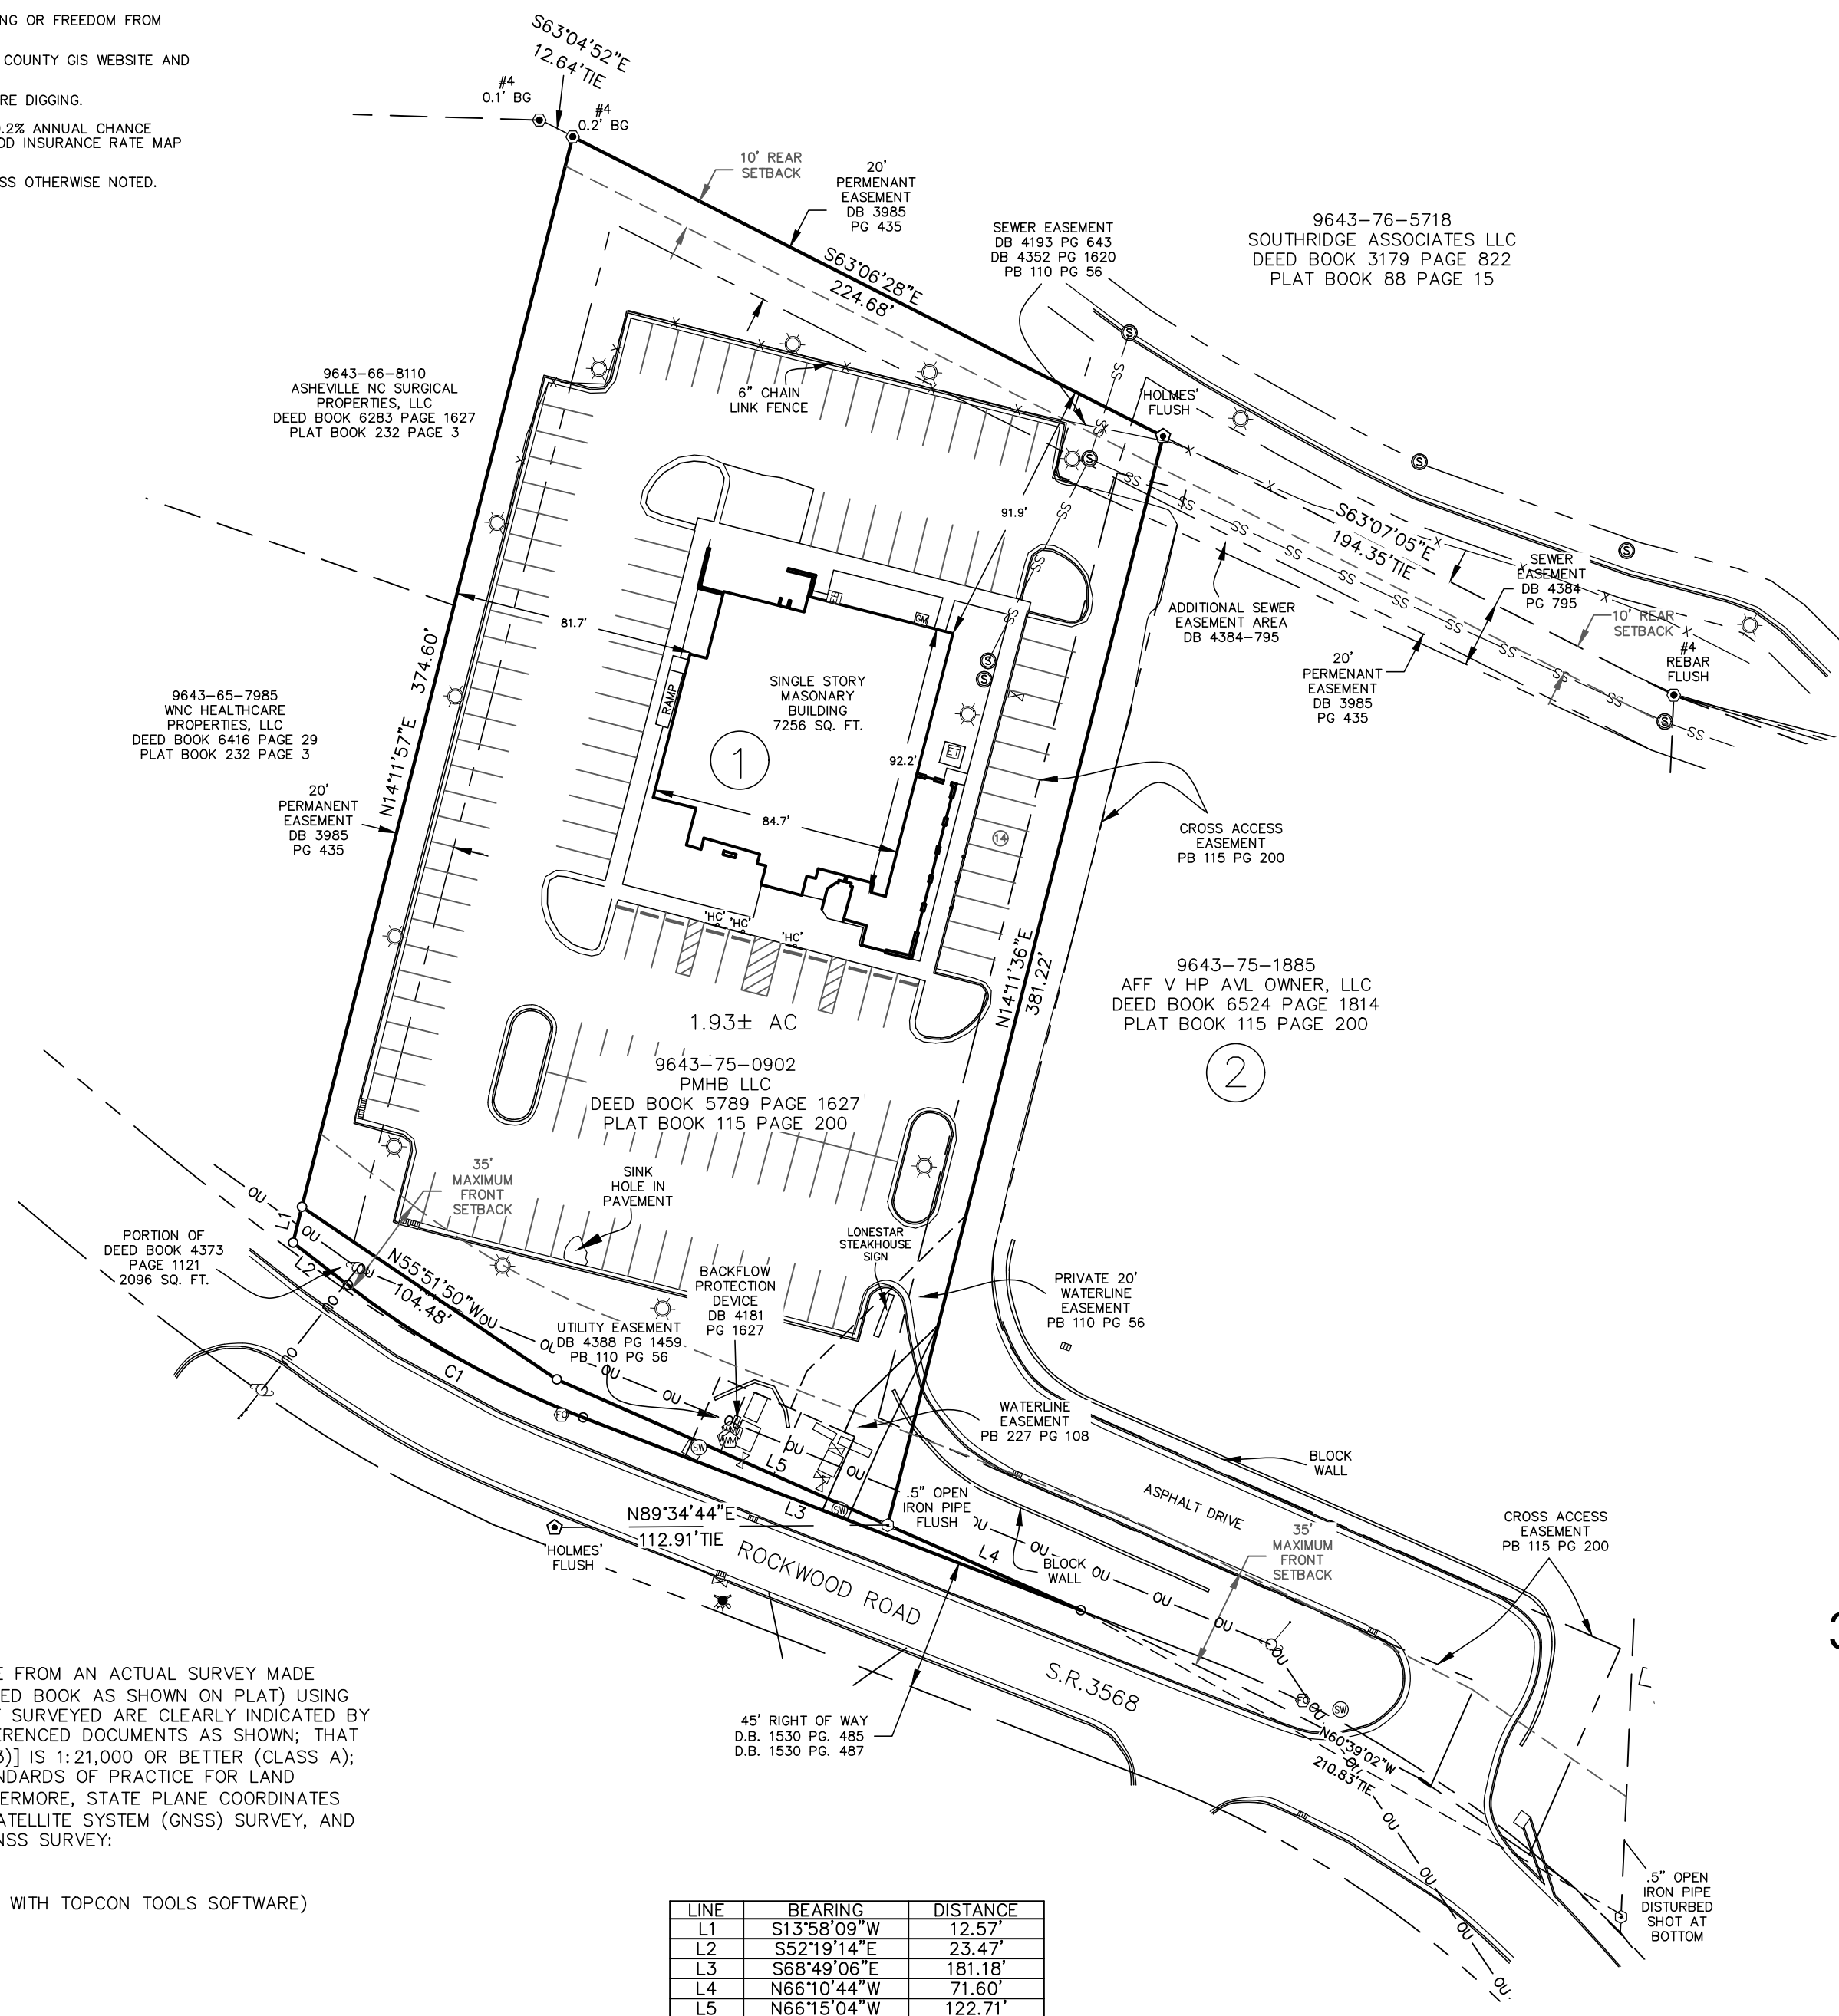 NG OR FREEDOM FROM
COUNTY GIS WEBSITE AND
RE DIGGING.
0.2% ANNUAL CHANCE
OD INSURANCE RATE MAP
SS OTHERWISE NOTED.
S63°04'52"E
12.64'TIE
#4
0.1' BG
#4
0.2' BG
10' REAR
SETBACK
20'
PERMENANT
EASEMENT
DB 3985
PG 435
S63°06'28"E
224.68'
SEWER EASEMENT
DB 4193 PG 643
DB 4352 PG 1620
PB 110 PG 56
9643-76-5718
SOUTHRIDGE ASSOCIATES LLC
DEED BOOK 3179 PAGE 822
PLAT BOOK 88 PAGE 15
9643-66-8110
ASHEVILLE NC SURGICAL
PROPERTIES, LLC
DEED BOOK 6283 PAGE 1627
PLAT BOOK 232 PAGE 3
6" CHAIN
LINK FENCE
'HOLMES'
FLUSH
S63°07'05"E
194.35'TIE
SEWER
EASEMENT
DB 4384
PG 795
10' REAR
SETBACK
#4
REBAR
FLUSH
ADDITIONAL SEWER
EASEMENT AREA
DB 4384-795
20'
PERMENANT
EASEMENT
DB 3985
PG 435
91.9'
81.7'
92.2'
84.7'
RAMP
GM
ET
SINGLE STORY
MASONARY
BUILDING
7256 SQ. FT.
1
14
9643-65-7985
WNC HEALTHCARE
PROPERTIES, LLC
DEED BOOK 6416 PAGE 29
PLAT BOOK 232 PAGE 3
N14°11'57"E 374.60'
20'
PERMANENT
EASEMENT
DB 3985
PG 435
CROSS ACCESS
EASEMENT
PB 115 PG 200
'HC' 'HC'
'HC'
N14°11'36"E
381.22'
9643-75-1885
AFF V HP AVL OWNER, LLC
DEED BOOK 6524 PAGE 1814
PLAT BOOK 115 PAGE 200
2
1.93± AC
9643-75-0902
PMHB LLC
DEED BOOK 5789 PAGE 1627
PLAT BOOK 115 PAGE 200
35'
MAXIMUM
FRONT
SETBACK
SINK
HOLE IN
PAVEMENT
LONESTAR
STEAKHOUSE
SIGN
PORTION OF
DEED BOOK 4373
PAGE 1121
2096 SQ. FT.
L1
L2
N55°51'50"W
104.48'
C1
BACKFLOW
PROTECTION
DEVICE
DB 4181
PG 1627
UTILITY EASEMENT
DB 4388 PG 1459
PB 110 PG 56
PRIVATE 20'
WATERLINE
EASEMENT
PB 110 PG 56
WATERLINE
EASEMENT
PB 227 PG 108
L5
L3
L4
FO
SW
WM
SW
.5" OPEN
IRON PIPE
FLUSH
N89°34'44"E
112.91'TIE
'HOLMES'
FLUSH
BLOCK
WALL
BLOCK
WALL
ASPHALT DRIVE
35'
MAXIMUM
FRONT
SETBACK
CROSS ACCESS
EASEMENT
PB 115 PG 200
ROCKWOOD ROAD
S.R.3568
45' RIGHT OF WAY
D.B. 1530 PG. 485
D.B. 1530 PG. 487
FO
SW
N60°39'02"W
210.83'TIE
.5" OPEN
IRON PIPE
DISTURBED
SHOT AT
BOTTOM
E FROM AN ACTUAL SURVEY MADE
ED BOOK AS SHOWN ON PLAT) USING
SURVEYED ARE CLEARLY INDICATED BY
ERENCED DOCUMENTS AS SHOWN; THAT
3)] IS 1:21,000 OR BETTER (CLASS A);
NDARDS OF PRACTICE FOR LAND
ERMORE, STATE PLANE COORDINATES
ATELLITE SYSTEM (GNSS) SURVEY, AND
NSS SURVEY:
WITH TOPCON TOOLS SOFTWARE)
LINE BEARING DISTANCE
L1 S13°58'09"W 12.57'
L2 S52°19'14"E 23.47'
L3 S68°49'06"E 181.18'
L4 N66°10'44"W 71.60'
L5 N66°15'04"W 122.71'